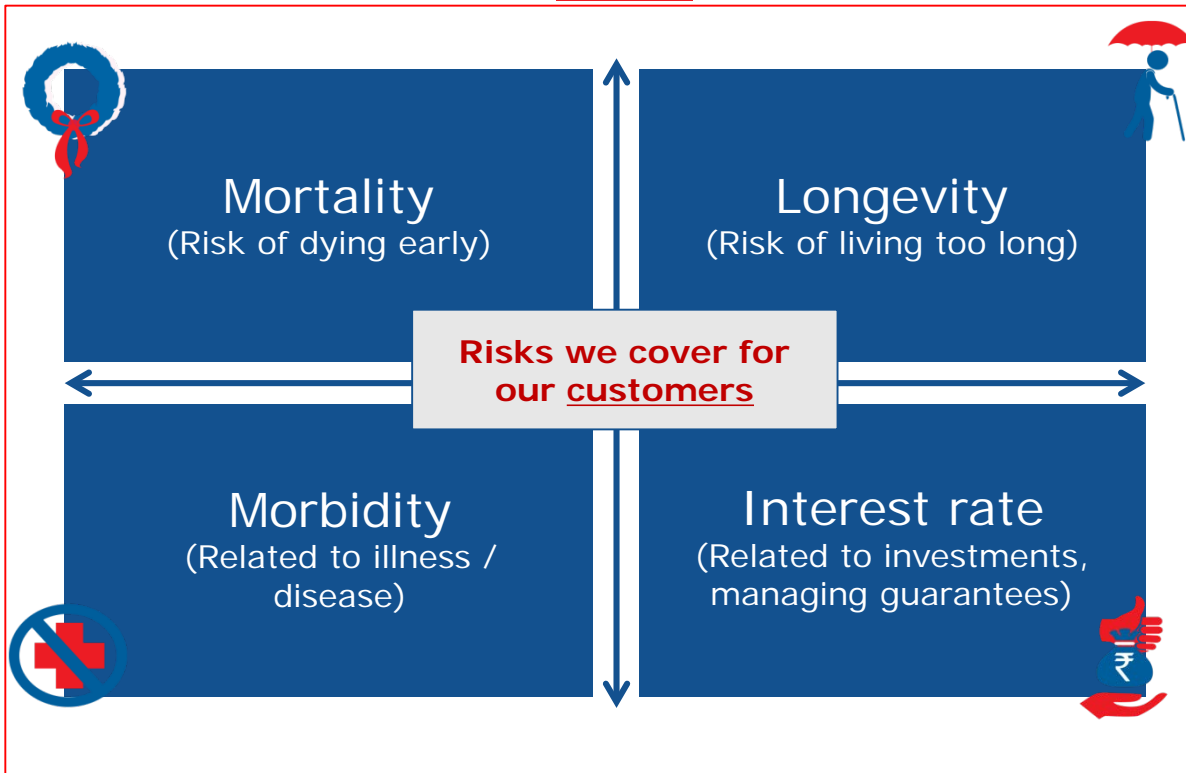 Mortality
(Risk of dying early)
Longevity
(Risk of living too long)
Risks we cover for
our customers
Morbidity
(Related to illness /
disease)
Interest rate
(Related to investments,
managing guarantees)
₹